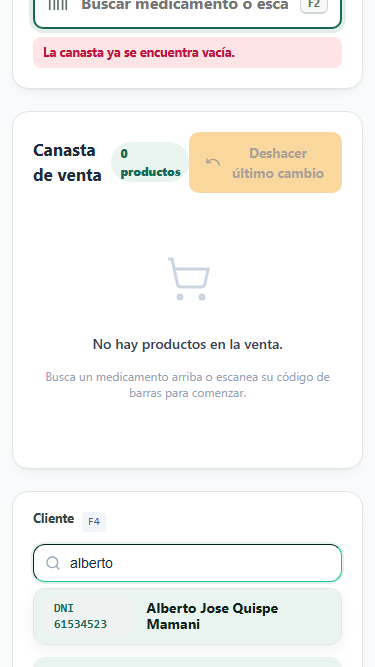 Buscar medicamento o esca
F2
La canasta ya se encuentra vacía.
Canasta
de venta
0
productos
Deshacer
último cambio
No hay productos en la venta.
Busca un medicamento arriba o escanea su código de
barras para comenzar.
Cliente F4
alberto
DNI
61534523
Alberto Jose Quispe
Mamani